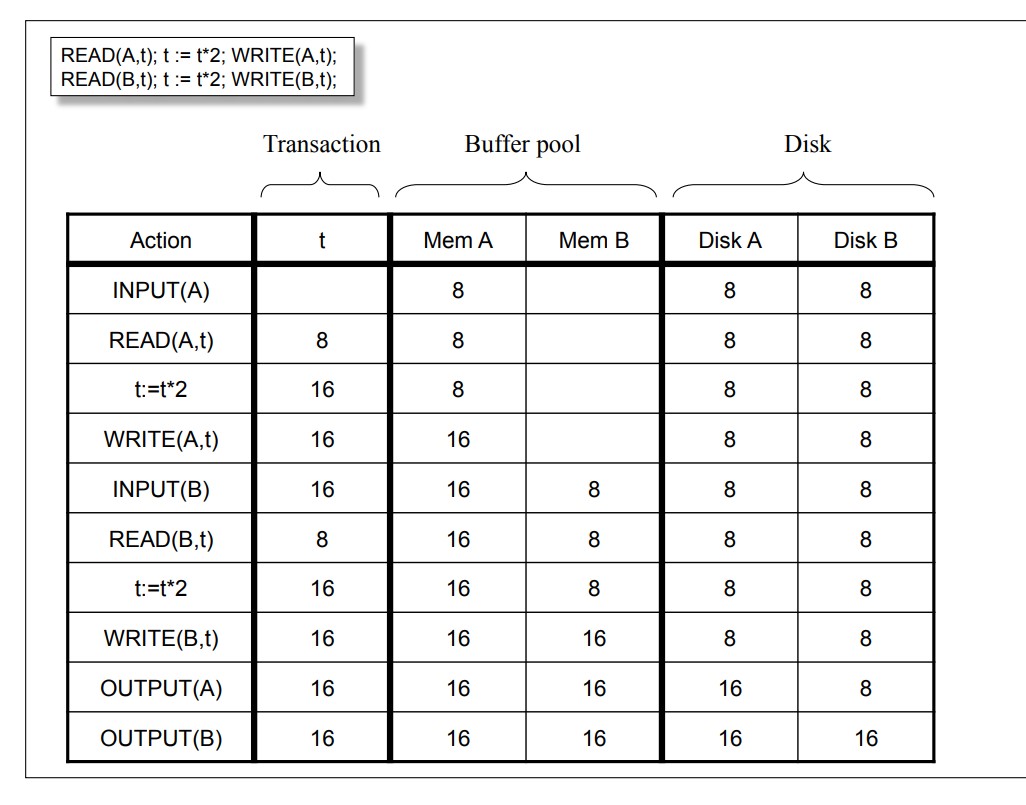 READ(A,t); t := t*2; WRITE(A,t);
READ(B,t); t := t*2; WRITE(B,t);
Transaction Buffer pool Disk
Action t Mem A Mem B Disk A Disk B
INPUT(A) 8 8 8
READ(A,t) 8 8 8 8
t:=t*2 16 8 8 8
WRITE(A,t) 16 16 8 8
INPUT(B) 16 16 8 8 8
READ(B,t) 8 16 8 8 8
t:=t*2 16 16 8 8 8
WRITE(B,t) 16 16 16 8 8
OUTPUT(A) 16 16 16 16 8
OUTPUT(B) 16 16 16 16 16